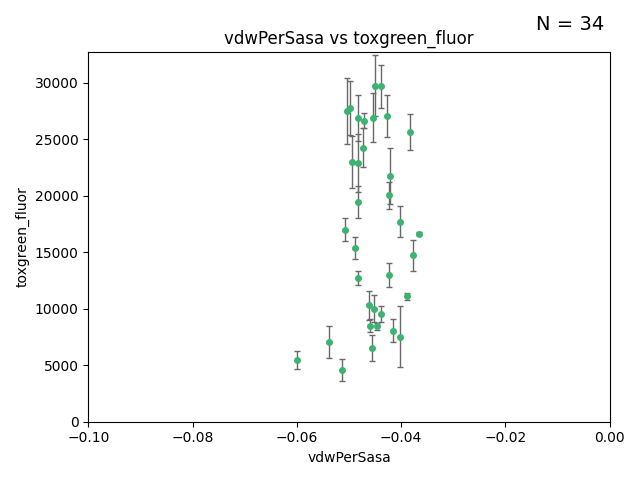 N = 34
vdwPerSasa vs toxgreen_fluor
toxgreen_fluor
30000
25000
20000
15000
10000
5000
0
−0.10 −0.08 −0.06 −0.04 −0.02 0.00
vdwPerSasa